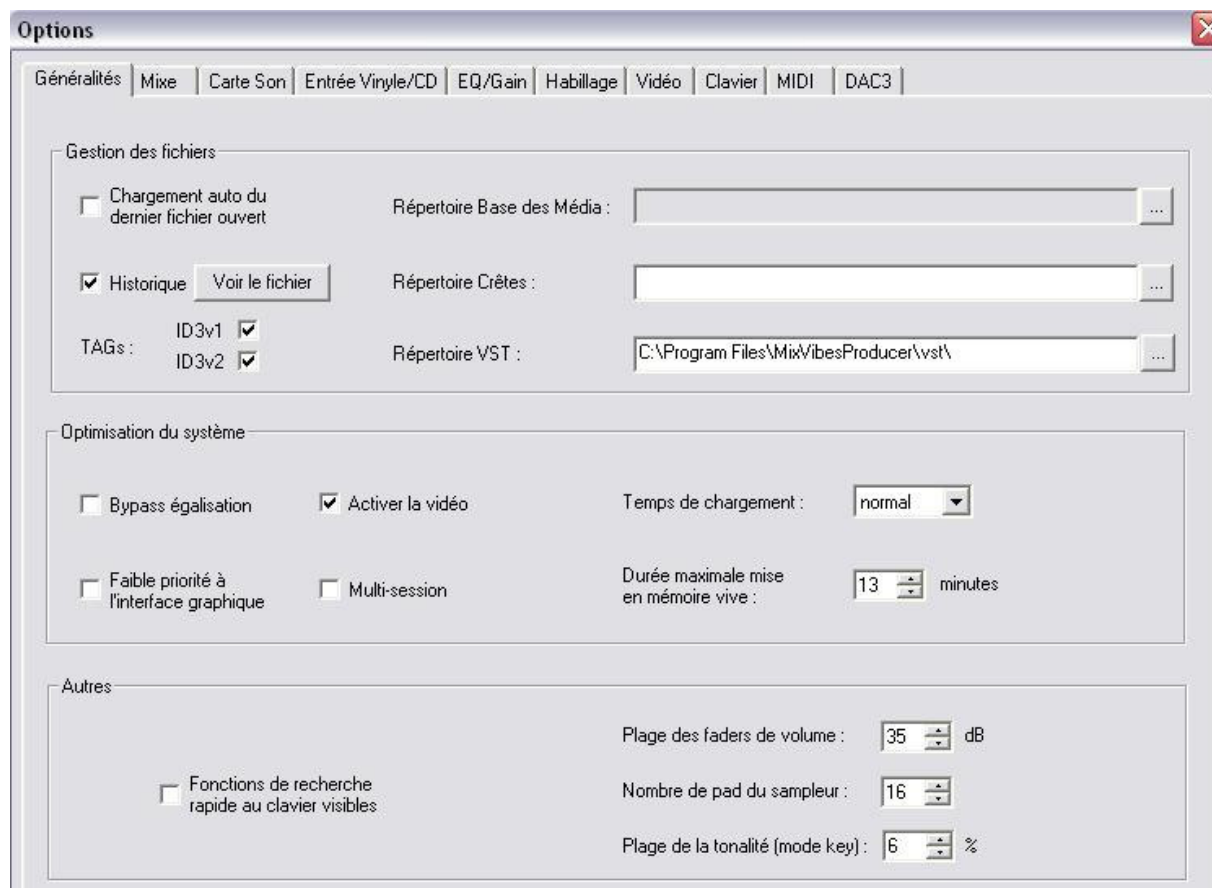 Options
Généralités Mixe Carte Son Entrée Vinyle/CD EQ/Gain Habillage Vidéo Clavier MIDI DAC3
Gestion des fichiers
Chargement auto du
dernier fichier ouvert
Répertoire Base des Média :
...
Historique
Voir le fichier
Répertoire Crêtes :
...
TAGs :
ID3v1
ID3v2
Répertoire VST :
C:\Program Files\MixVibesProducer\vst\
...
Optimisation du système
Bypass égalisation
Activer la vidéo
Temps de chargement :
normal
Faible priorité à
l'interface graphique
Multi-session
Durée maximale mise
en mémoire vive :
13
minutes
Autres
Fonctions de recherche
rapide au clavier visibles
Plage des faders de volume :
35
dB
Nombre de pad du sampleur :
16
Plage de la tonalité (mode key) :
6
%